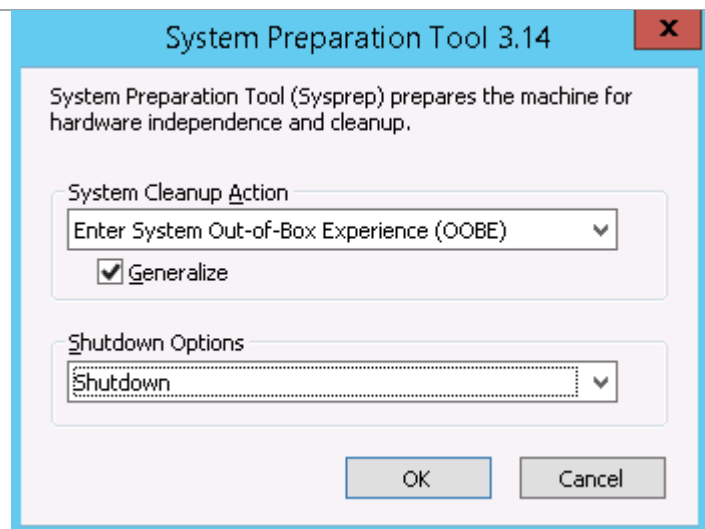 System Preparation Tool 3.14
x
System Preparation Tool (Sysprep) prepares the machine for
hardware independence and cleanup.
System Cleanup Action
Enter System Out-of-Box Experience (OOBE)
Generalize
Shutdown Options
Shutdown
OK Cancel